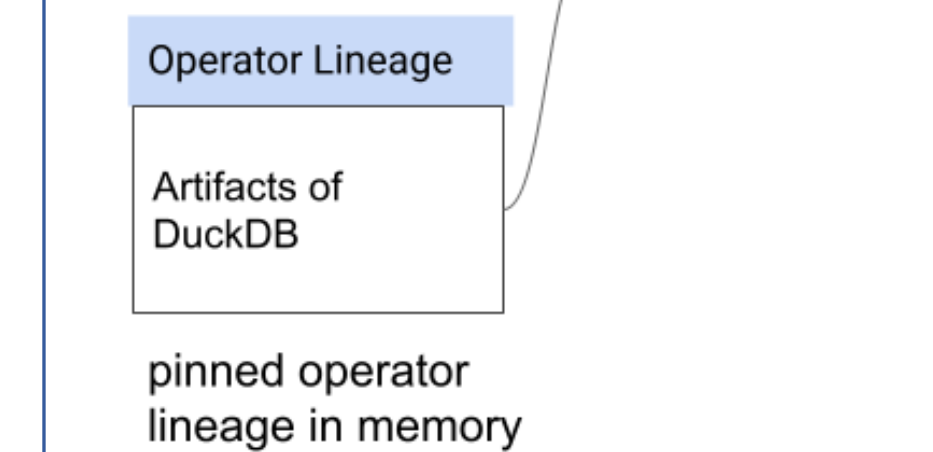 Operator Lineage
Artifacts of
DuckDB
pinned operator
lineage in memory